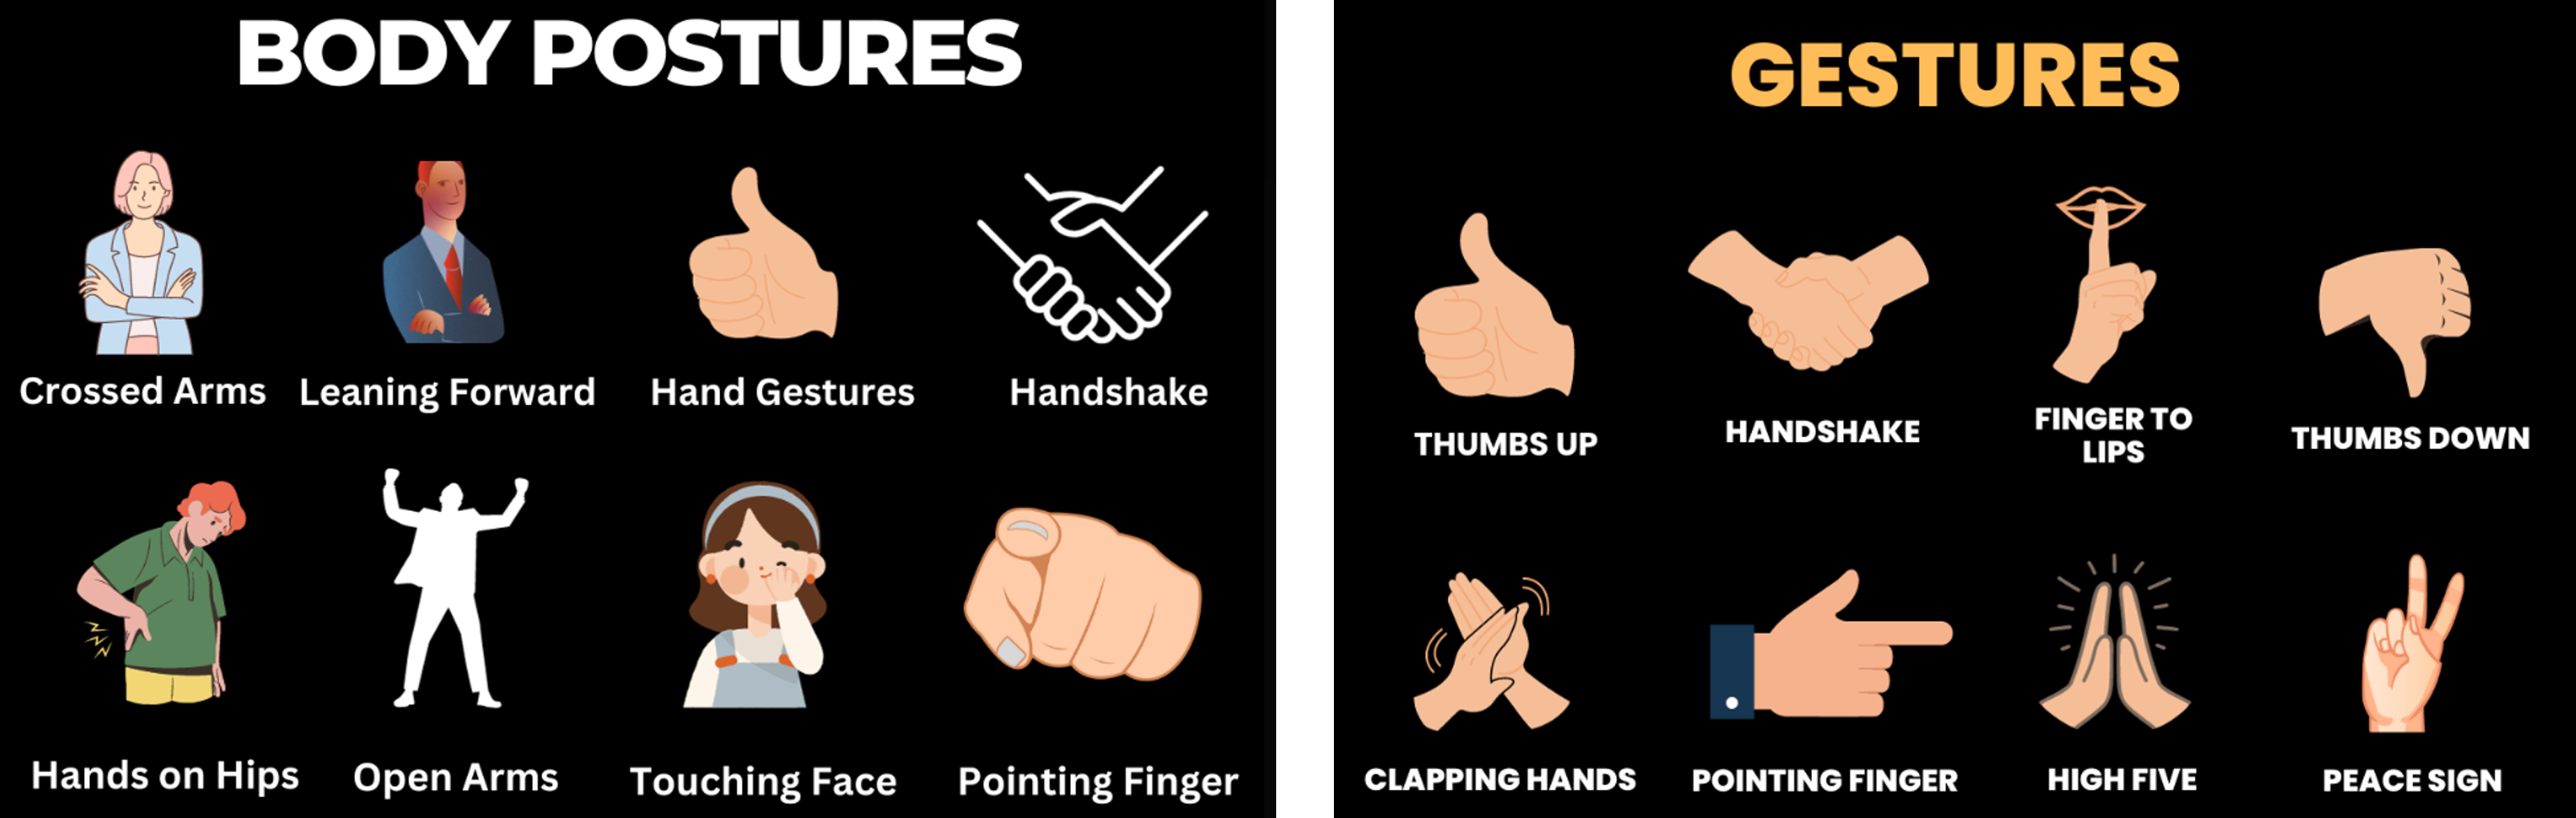 BODY POSTURES
Crossed Arms
Leaning Forward
Hand Gestures
Handshake
Hands on Hips
Open Arms
Touching Face
Pointing Finger
GESTURES
THUMBS UP
HANDSHAKE
FINGER TO
LIPS
THUMBS DOWN
CLAPPING HANDS
POINTING FINGER
HIGH FIVE
PEACE SIGN